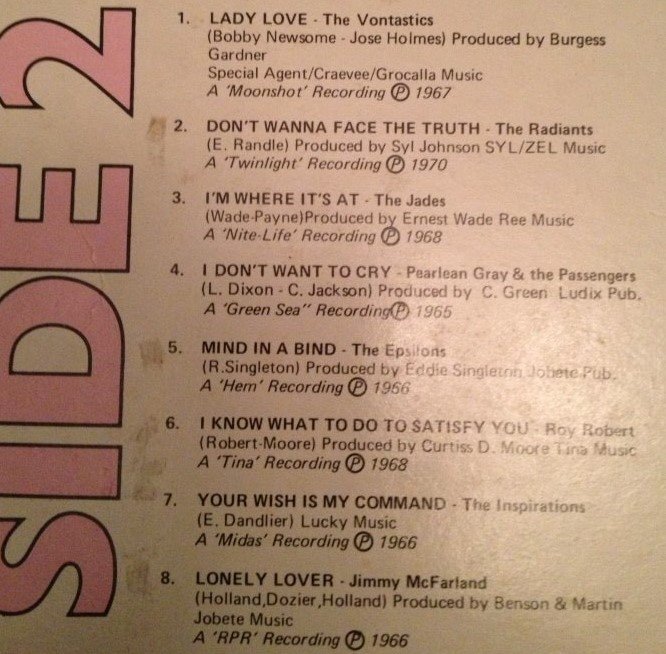 SIDE 2
1. LADY LOVE - The Vontastics
(Bobby Newsome - Jose Holmes) Produced by Burgess
Gardner
Special Agent/Craevee/Grocalla Music
A 'Moonshot' Recording Ⓟ 1967
2. DON'T WANNA FACE THE TRUTH - The Radiants
(E. Randle) Produced by Syl Johnson SYL/ZEL Music
A 'Twinlight' Recording Ⓟ 1970
3. I'M WHERE IT'S AT - The Jades
(Wade-Payne)Produced by Ernest Wade Ree Music
A 'Nite-Life' Recording Ⓟ 1968
4. I DON'T WANT TO CRY - Pearlean Gray & the Passengers
(L. Dixon - C. Jackson) Produced by C. Green Ludix Pub.
A 'Green Sea" Recording Ⓟ 1965
5. MIND IN A BIND - The Epsilons
(R.Singleton) Produced by Eddie Singleton Jobete Pub.
A 'Hem' Recording Ⓟ 1966
6. I KNOW WHAT TO DO TO SATISFY YOU - Roy Robert
(Robert-Moore) Produced by Curtiss D. Moore Tina Music
A 'Tina' Recording Ⓟ 1968
7. YOUR WISH IS MY COMMAND - The Inspirations
(E. Dandlier) Lucky Music
A 'Midas' Recording Ⓟ 1966
8. LONELY LOVER - Jimmy McFarland
(Holland,Dozier,Holland) Produced by Benson & Martin
Jobete Music
A 'RPR' Recording Ⓟ 1966